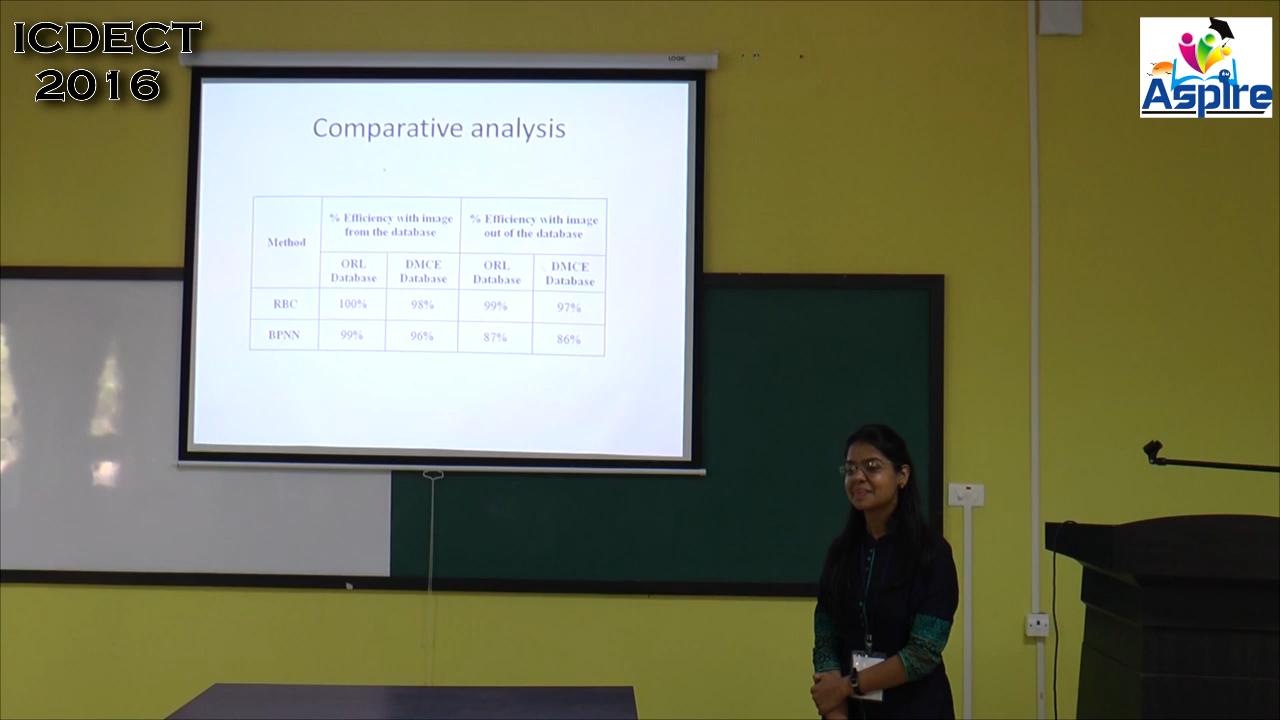 ICDECT
2016
Aspire
LOGIK
Comparative analysis
Method
% Efficiency with image
from the database
% Efficiency with image
out of the database
ORL
Database
DMCE
Database
ORL
Database
DMCE
Database
RBC 100% 98% 99% 97%
BPNN 99% 96% 87% 86%